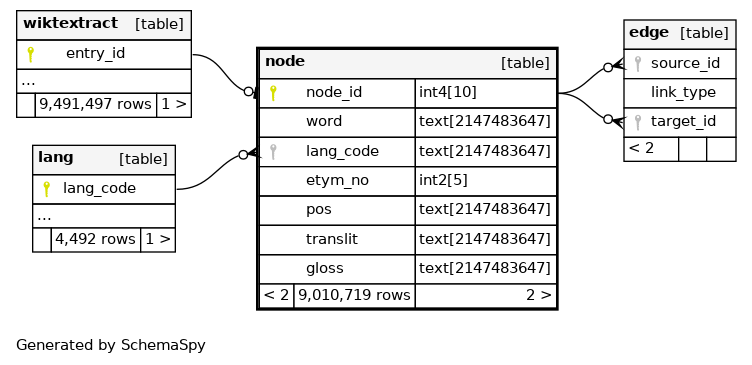 wiktextract [table]
entry_id
...
9,491,497 rows 1 >
lang [table]
lang_code
...
4,492 rows 1 >
node [table]
node_id int4[10]
word text[2147483647]
lang_code text[2147483647]
etym_no int2[5]
pos text[2147483647]
translit text[2147483647]
gloss text[2147483647]
< 2 9,010,719 rows 2 >
edge [table]
source_id
link_type
target_id
< 2
Generated by SchemaSpy